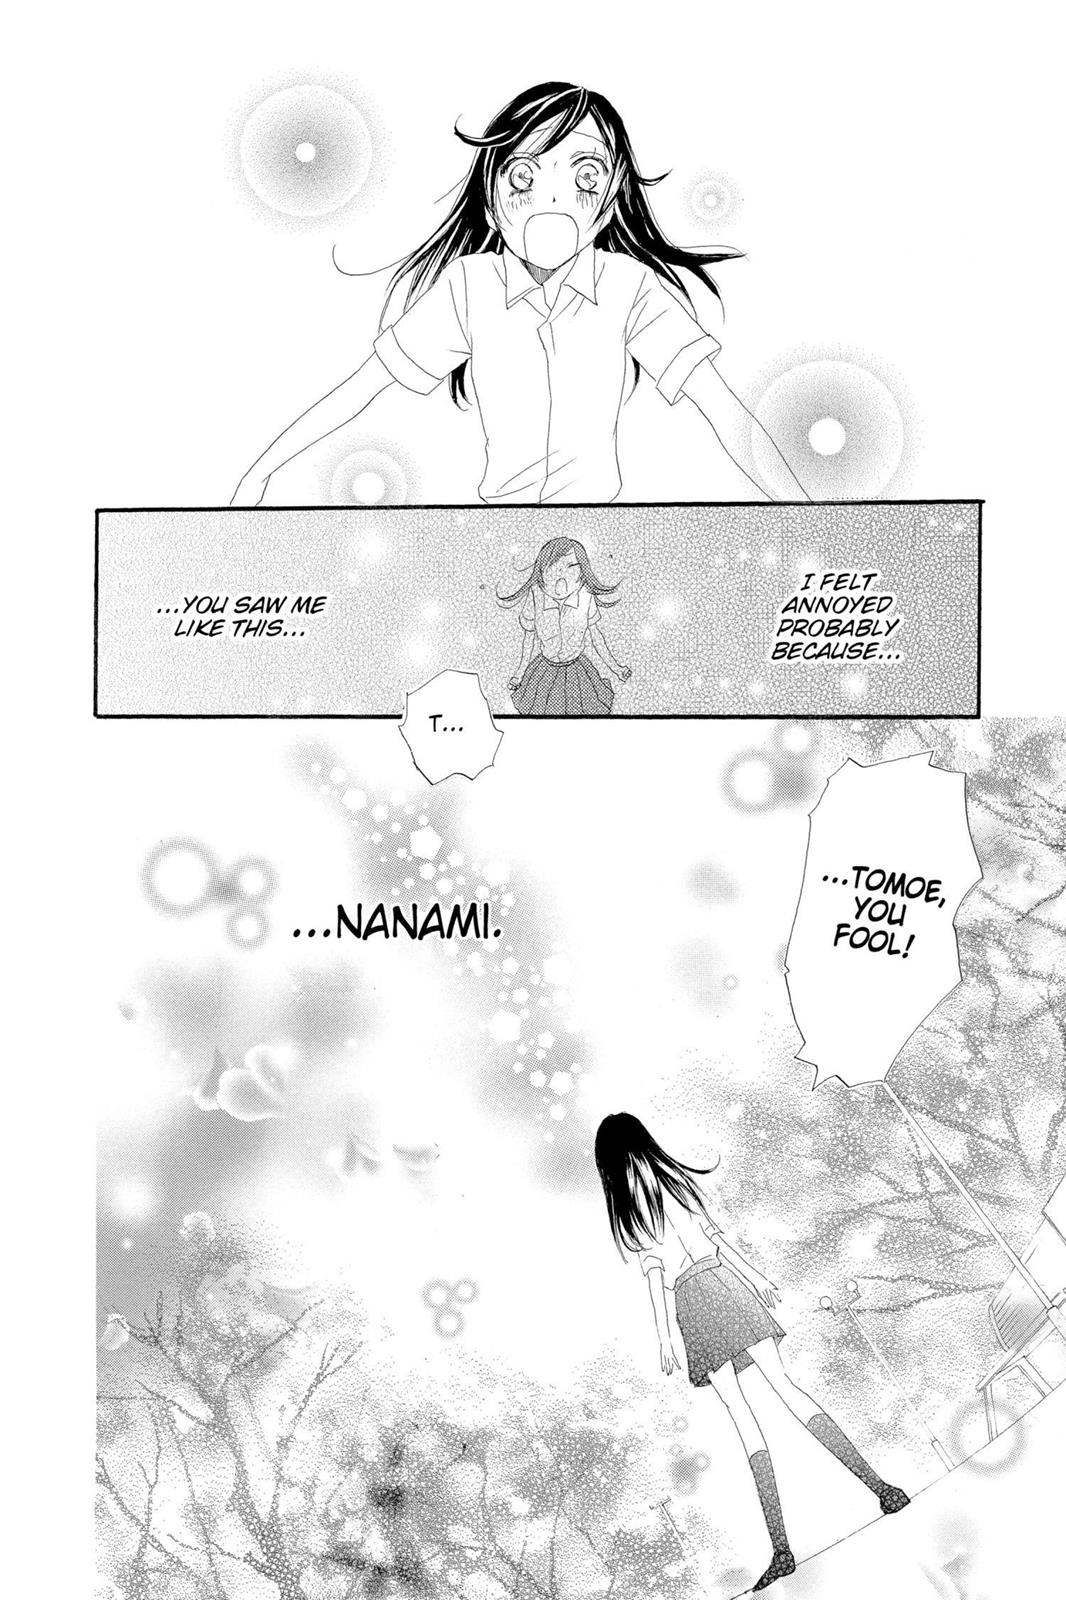 I FELT
ANNOYED
PROBABLY
BECAUSE...
...YOU SAW ME
LIKE THIS...
T...
...TOMOE,
YOU
FOOL!
...NANAMI.